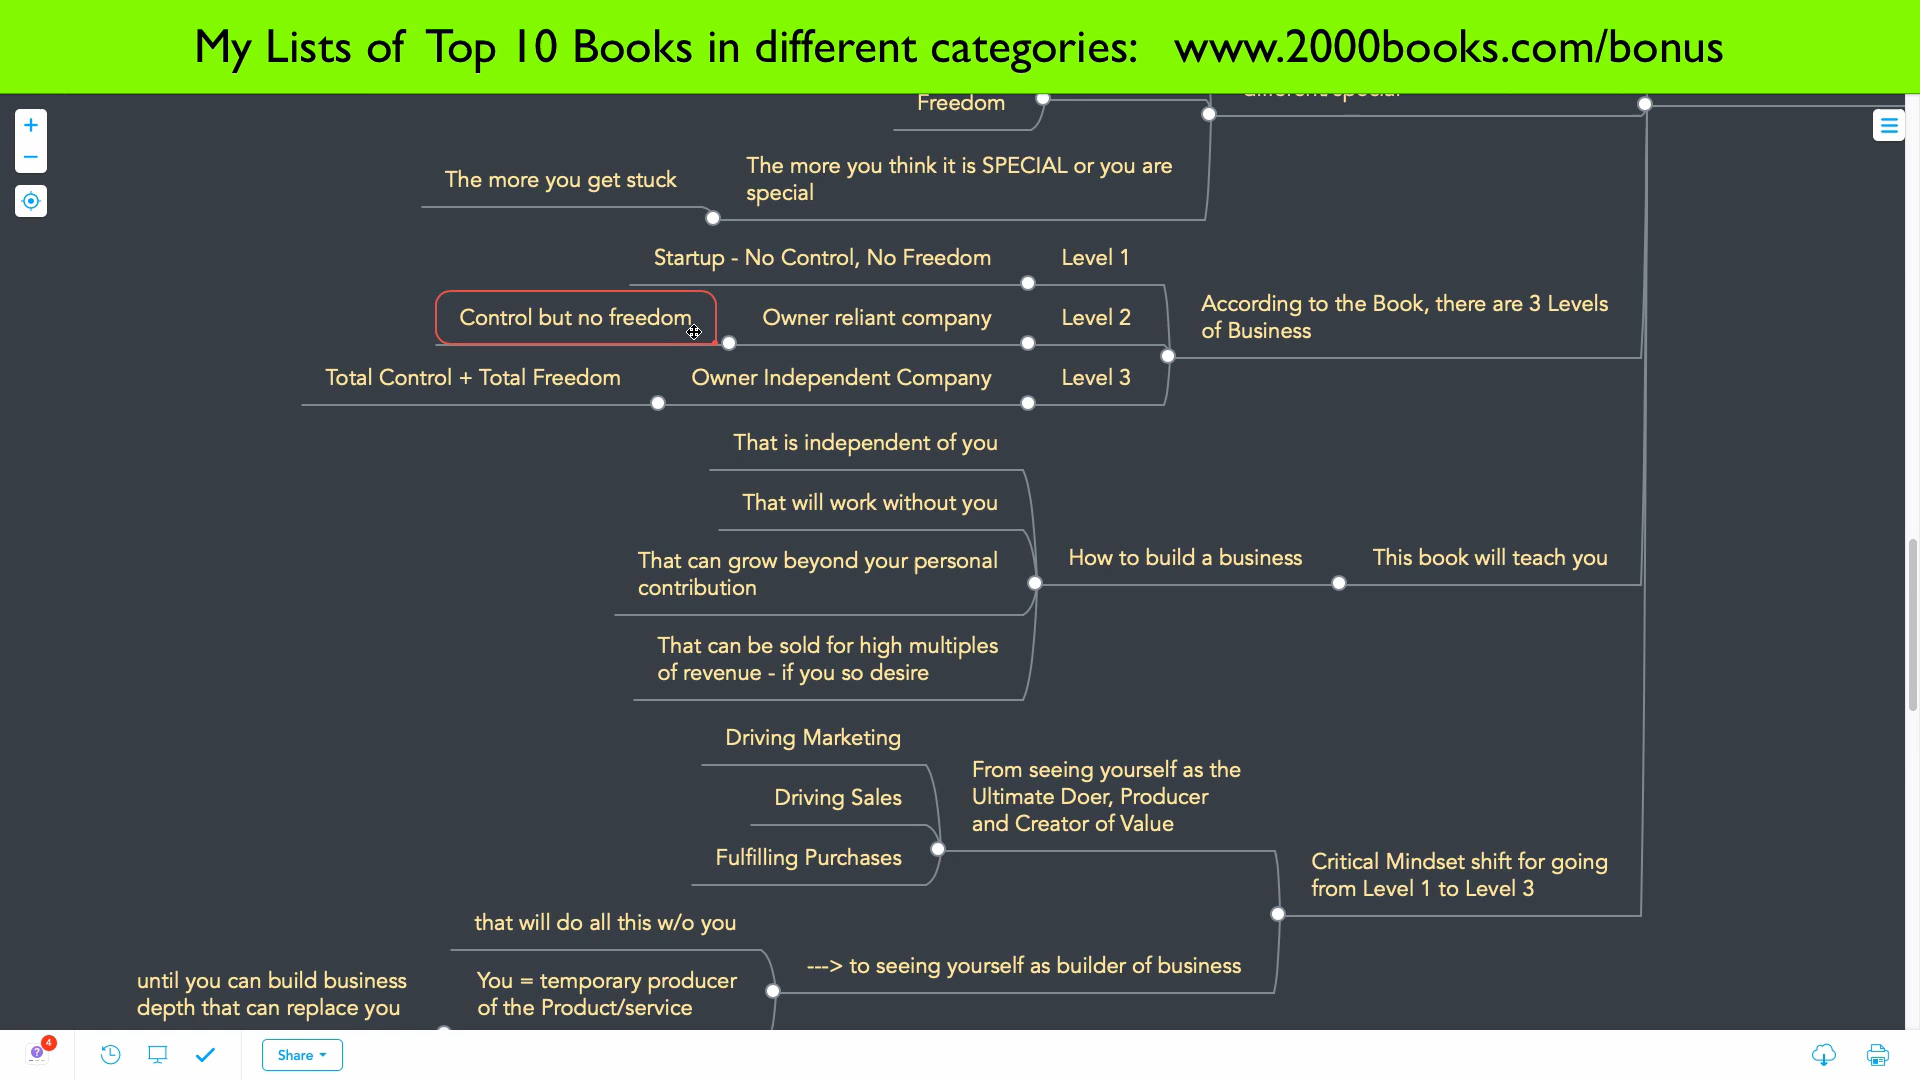 My Lists of Top 10 Books in different categories: www.2000books.com/bonus
Freedom
different special
The more you get stuck
The more you think it is SPECIAL or you are
special
Startup - No Control, No Freedom
Level 1
Control but no freedom
Owner reliant company
Level 2
Total Control + Total Freedom
Owner Independent Company
Level 3
According to the Book, there are 3 Levels
of Business
That is independent of you
That will work without you
That can grow beyond your personal
contribution
That can be sold for high multiples
of revenue - if you so desire
How to build a business
This book will teach you
Driving Marketing
Driving Sales
Fulfilling Purchases
From seeing yourself as the
Ultimate Doer, Producer
and Creator of Value
Critical Mindset shift for going
from Level 1 to Level 3
that will do all this w/o you
until you can build business
depth that can replace you
You = temporary producer
of the Product/service
---> to seeing yourself as builder of business
4
Share